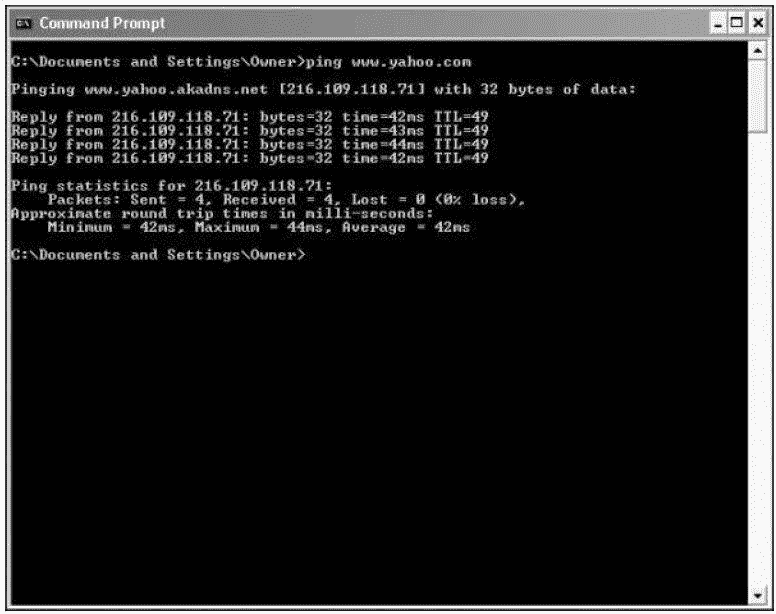 Command Prompt
C:\Documents and Settings\Owner>ping www.yahoo.com
Pinging www.yahoo.akadns.net [216.109.118.71] with 32 bytes of data:
Reply from 216.109.118.71: bytes=32 time=42ms TTL=49
Reply from 216.109.118.71: bytes=32 time=43ms TTL=49
Reply from 216.109.118.71: bytes=32 time=44ms TTL=49
Reply from 216.109.118.71: bytes=32 time=42ms TTL=49
Ping statistics for 216.109.118.71:
Packets: Sent = 4, Received = 4, Lost = 0 (0% loss),
Approximate round trip times in milli-seconds:
Minimum = 42ms, Maximum = 44ms, Average = 42ms
C:\Documents and Settings\Owner>